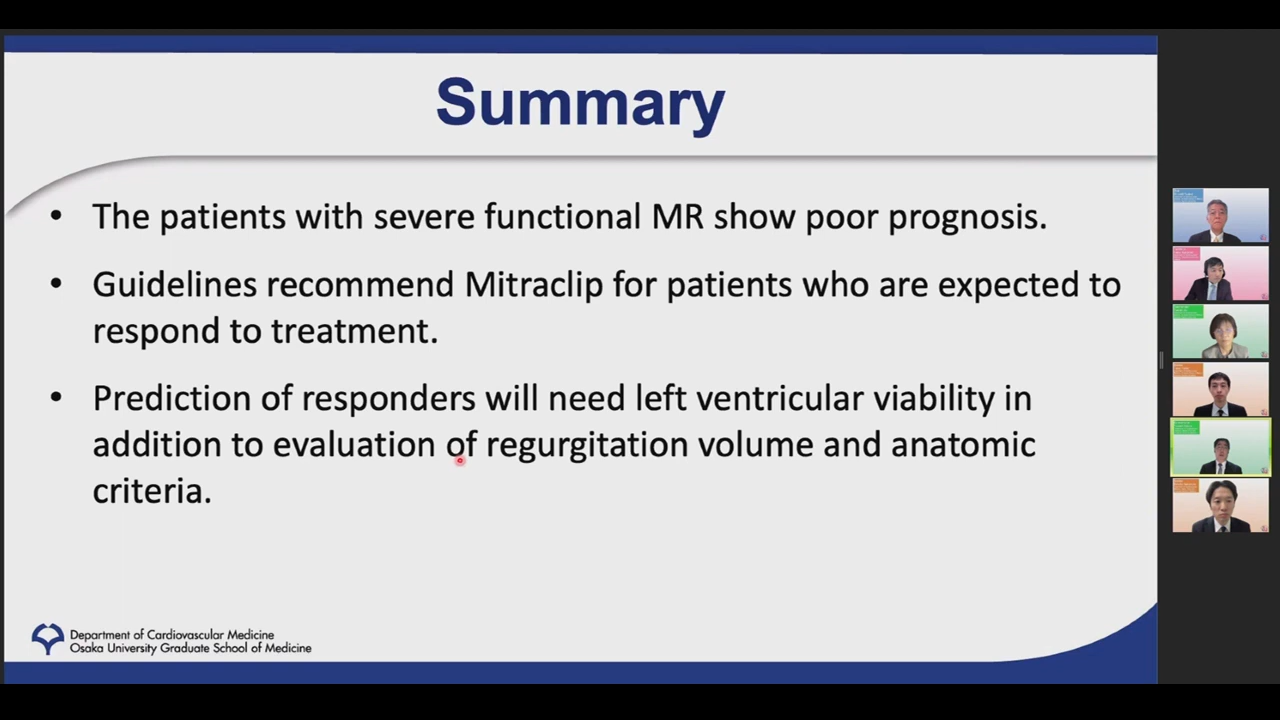 Summary
• The patients with severe functional MR show poor prognosis.
• Guidelines recommend Mitraclip for patients who are expected to
respond to treatment.
• Prediction of responders will need left ventricular viability in
addition to evaluation of regurgitation volume and anatomic
criteria.
Department of Cardiovascular Medicine
Osaka University Graduate School of Medicine